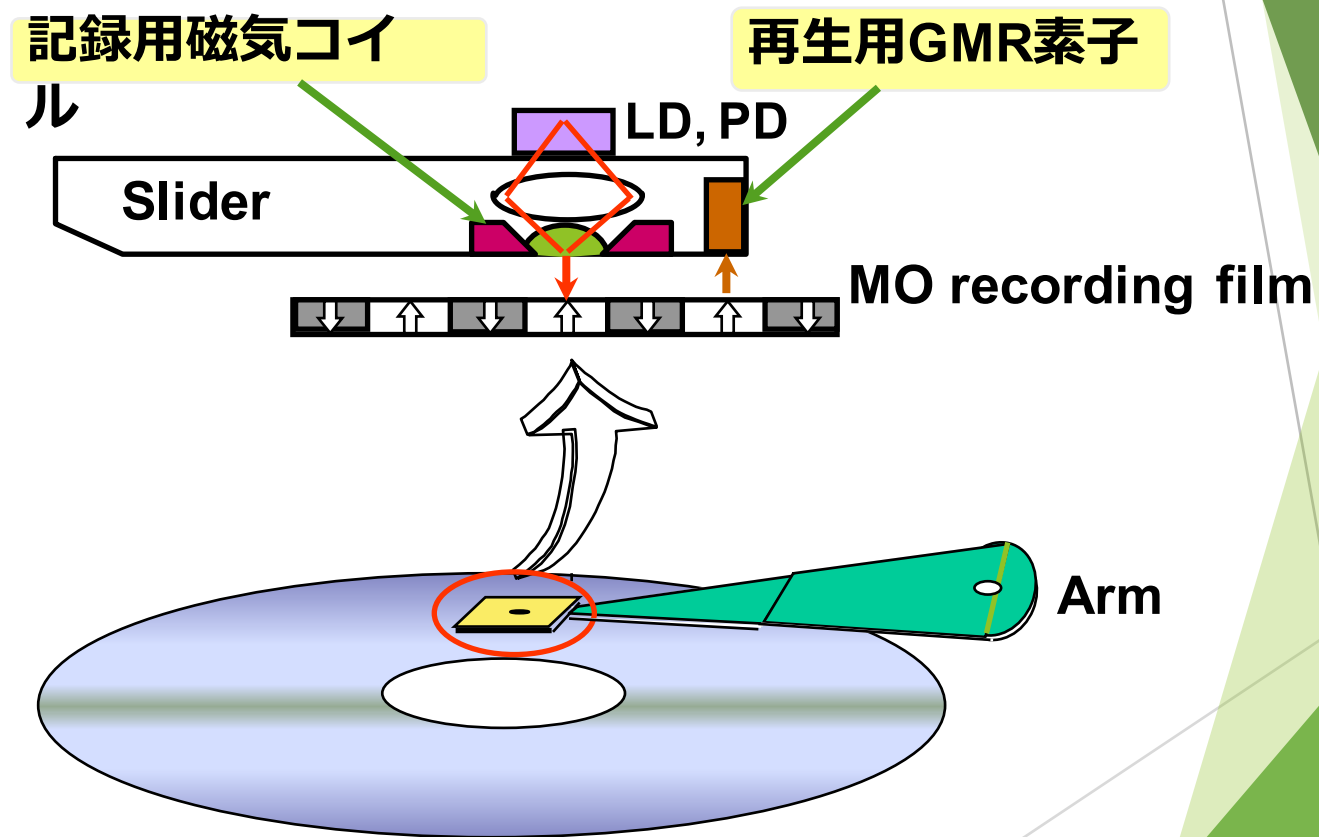 記録用磁気コイ
ル
再生用GMR素子
LD, PD
Slider
MO recording film
Arm